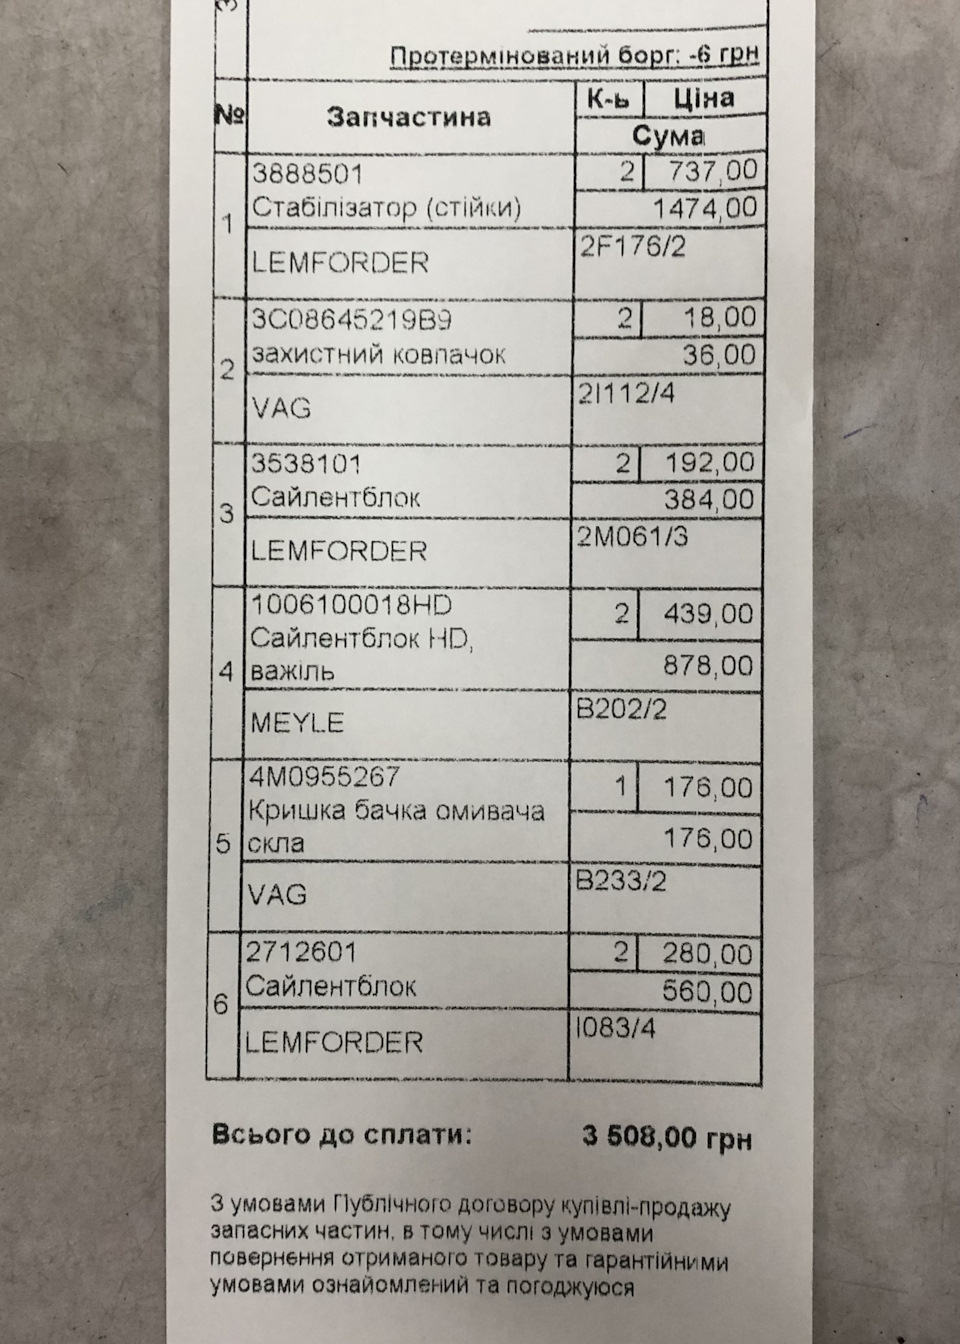 Протермінований борг: -6 грн
№ Запчастина К-ь Ціна
Сума
3888501 2 737,00
1 Стабілізатор (стійки) 1474,00
LEMFORDER 2F176/2
3C08645219B9 2 18,00
2 захистний ковпачок 36,00
VAG 2I112/4
3538101 2 192,00
3 Сайлентблок 384,00
LEMFORDER 2M061/3
1006100018HD 2 439,00
Сайлентблок HD,
4 важіль 878,00
MEYLE B202/2
4M0955267 1 176,00
Кришка бачка омивача
5 скла 176,00
VAG B233/2
2712601 2 280,00
6 Сайлентблок 560,00
LEMFORDER I083/4
Всього до сплати: 3 508,00 грн
З умовами Публічного договору купівлі-продажу
запасних частин, в тому числі з умовами
повернення отриманого товару та гарантійними
умовами ознайомлений та погоджуюся